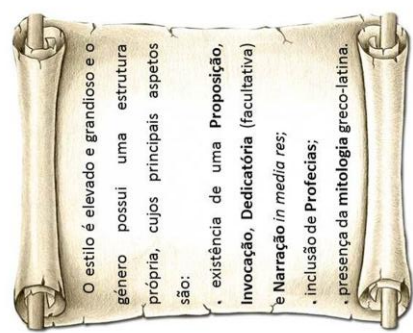 O estilo é elevado e grandioso e o
género possui uma estrutura
própria, cujos principais aspetos
são:
. existência de uma Proposição,
Invocação, Dedicatória (facultativa)
e Narração in media res;
. inclusão de Profecias;
. presença da mitologia greco-latina.